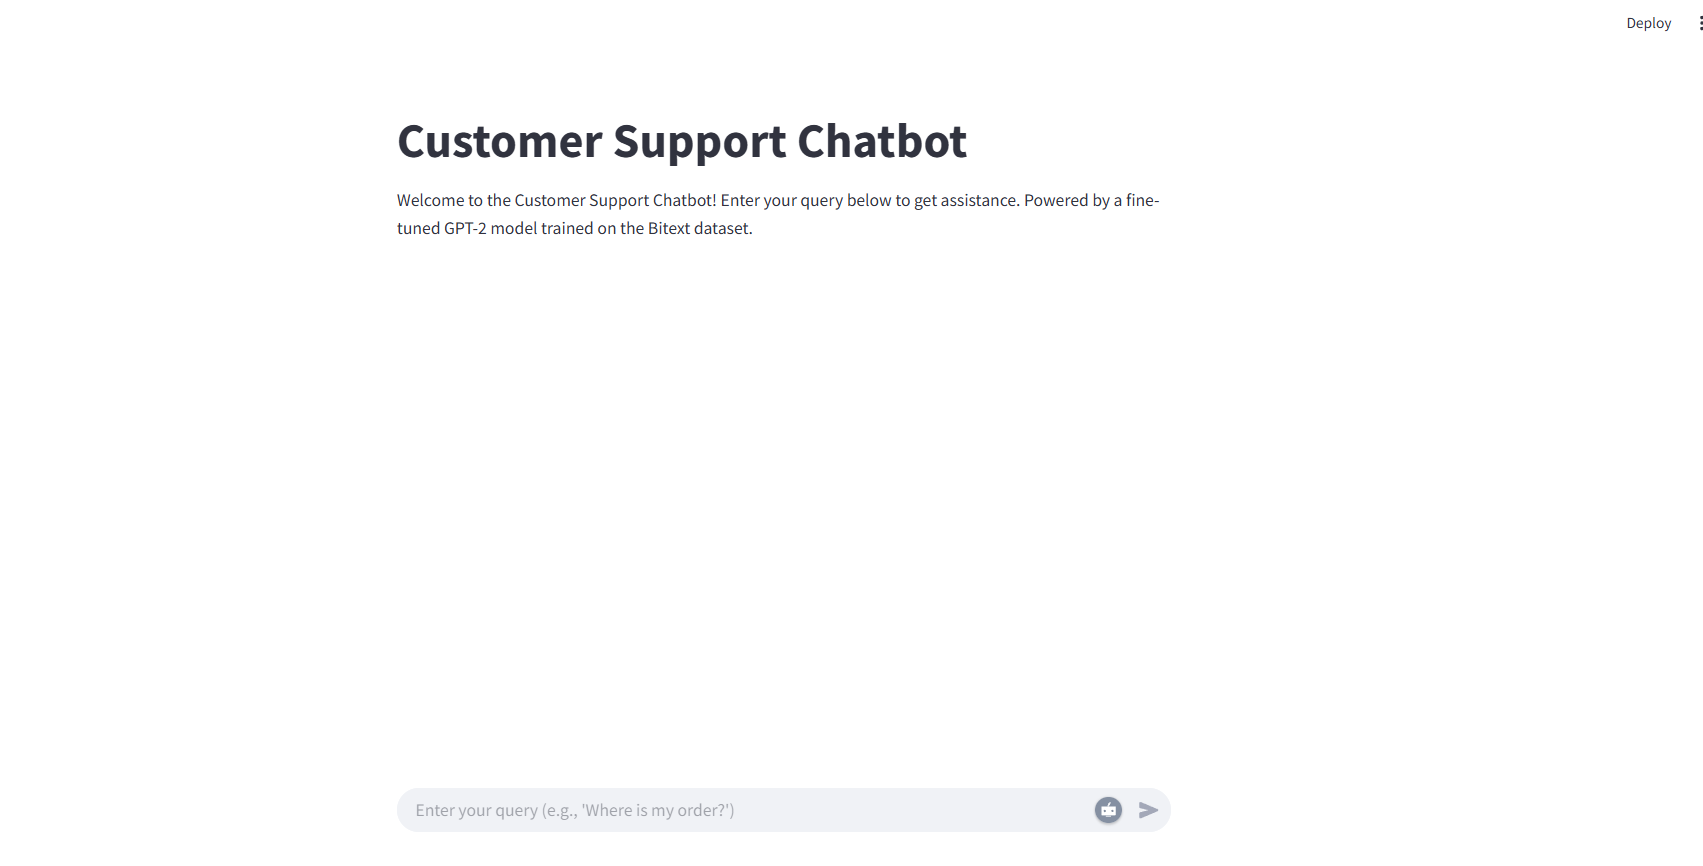 Deploy
Customer Support Chatbot
Welcome to the Customer Support Chatbot! Enter your query below to get assistance. Powered by a fine-
tuned GPT-2 model trained on the Bitext dataset.
Enter your query (e.g., 'Where is my order?')